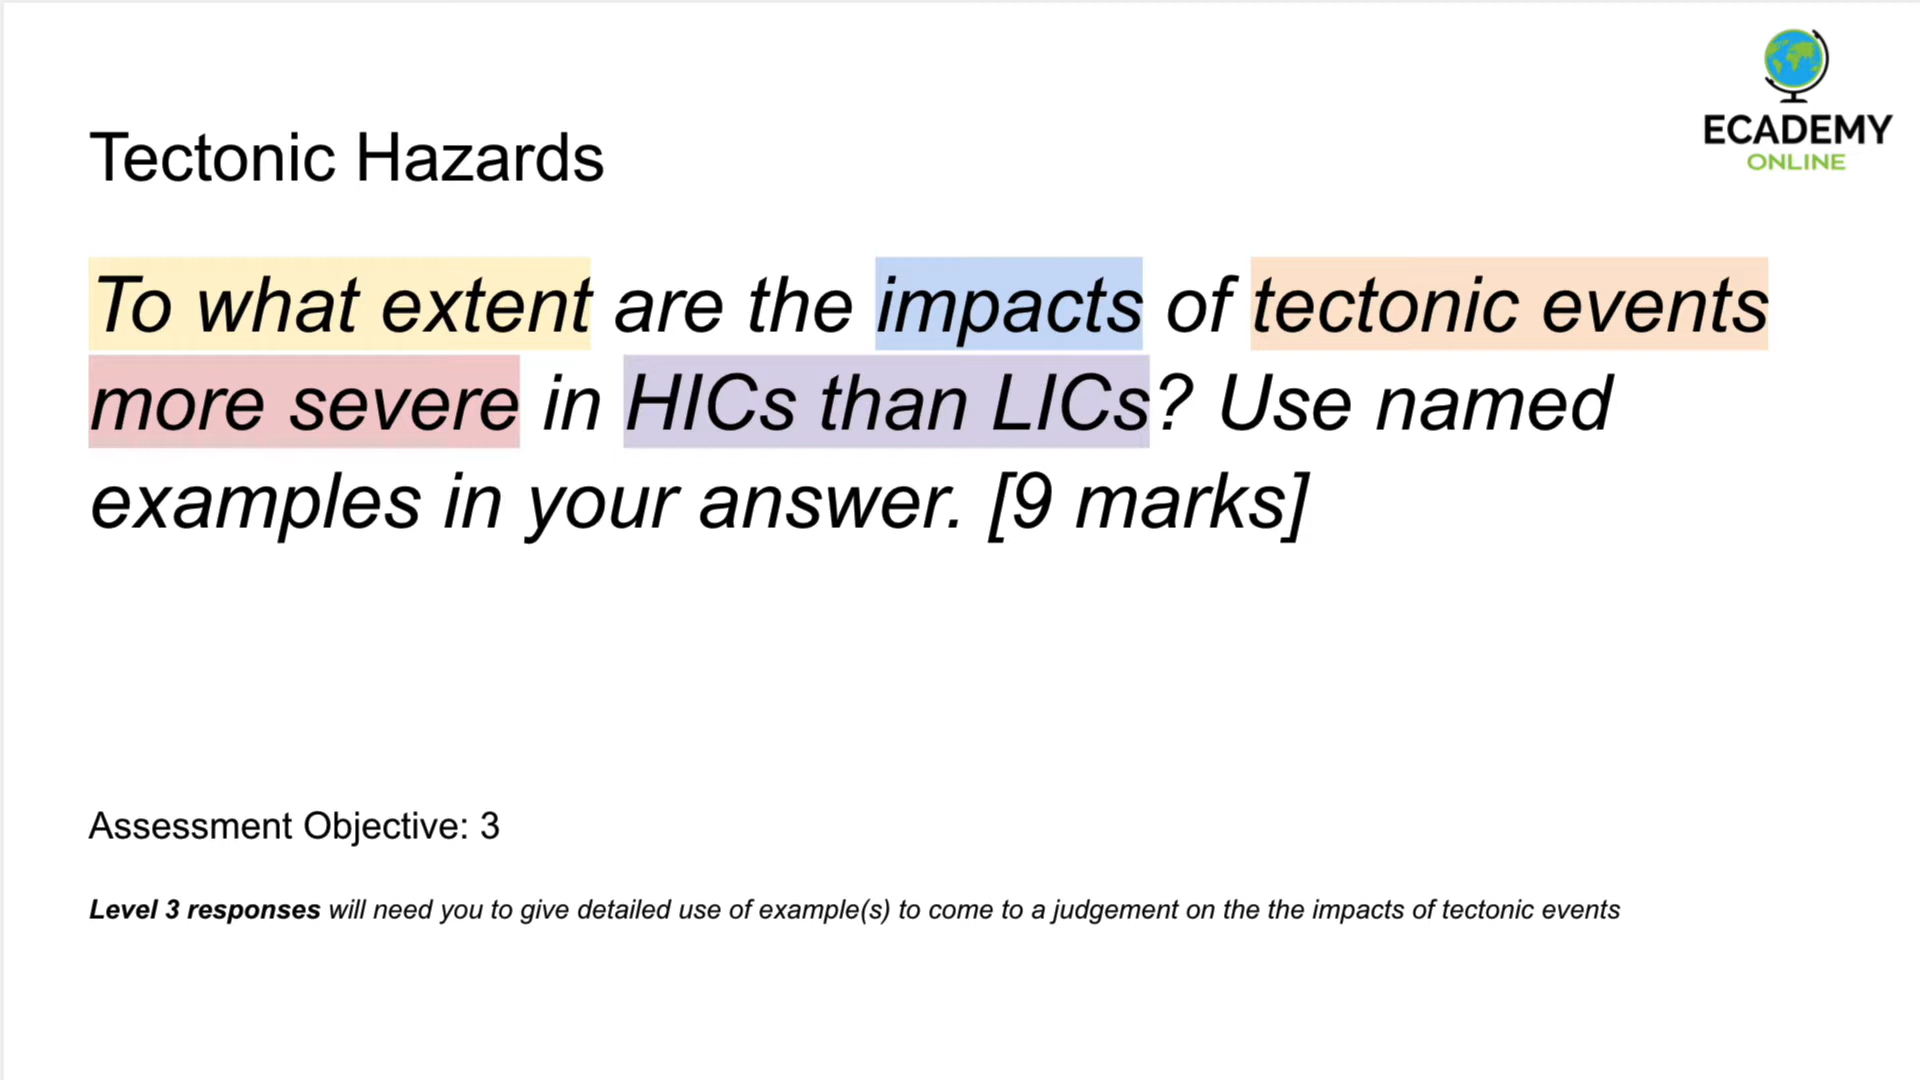 ECADEMY
ONLINE
Tectonic Hazards
To what extent are the impacts of tectonic events
more severe in HICs than LICs? Use named
examples in your answer. [9 marks]
Assessment Objective: 3
Level 3 responses will need you to give detailed use of example(s) to come to a judgement on the the impacts of tectonic events